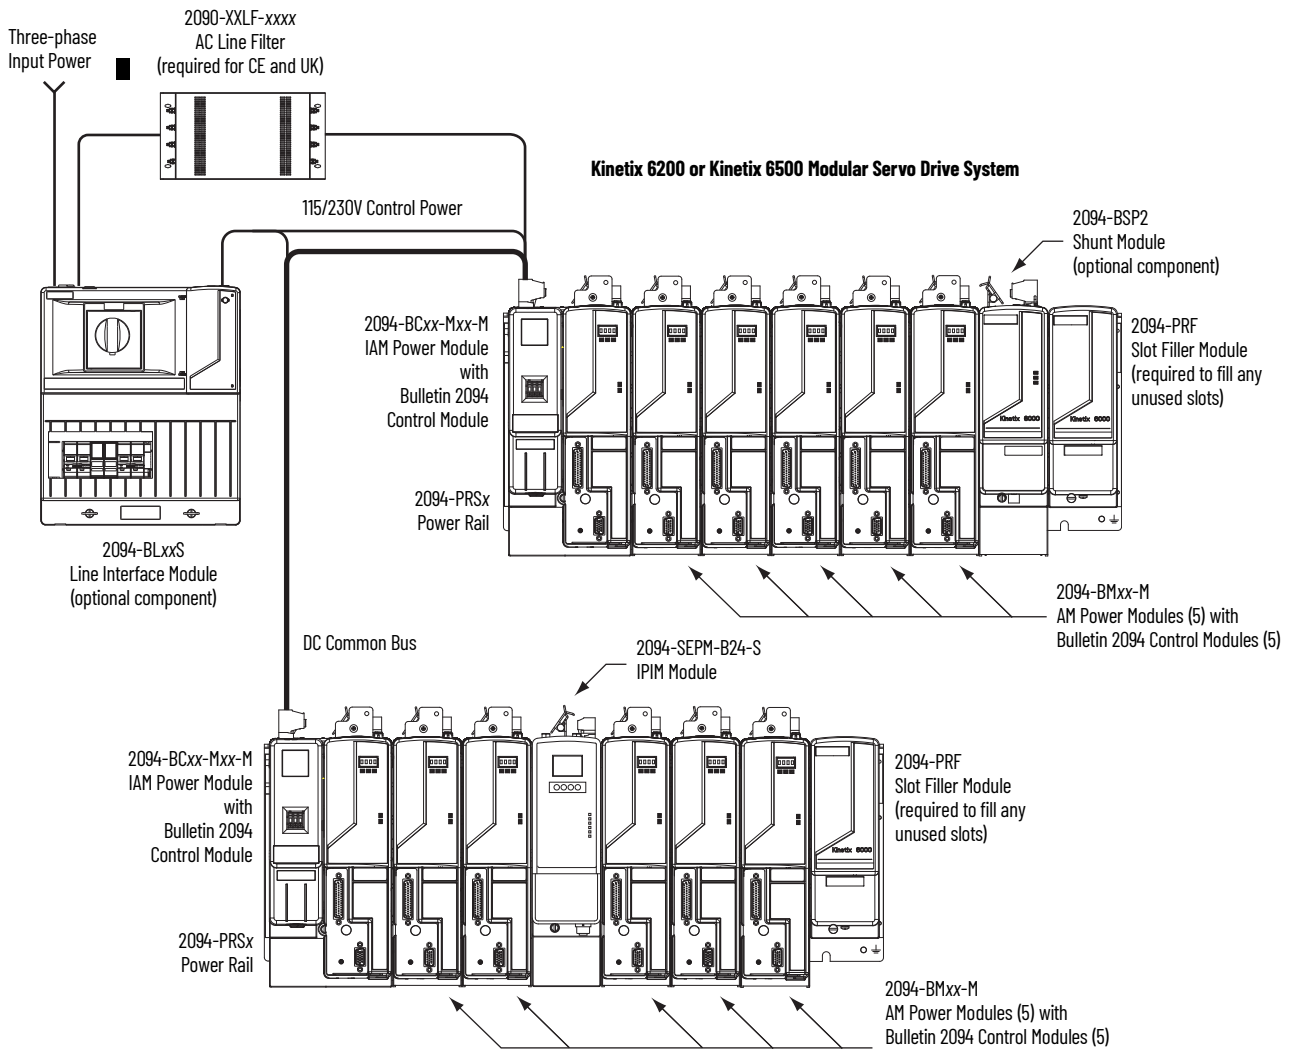 Three-phase
Input Power
2090-XXLF-xxxx
AC Line Filter
(required for CE and UK)
Kinetix 6200 or Kinetix 6500 Modular Servo Drive System
115/230V Control Power
2094-BSP2
Shunt Module
(optional component)
2094-BCxx-Mxx-M
IAM Power Module
with
Bulletin 2094
Control Module
2094-PRF
Slot Filler Module
(required to fill any
unused slots)
Kinetix 6000
Kinetix 6000
2094-PRSx
Power Rail
2094-BLxxS
Line Interface Module
(optional component)
2094-BMxx-M
AM Power Modules (5) with
Bulletin 2094 Control Modules (5)
DC Common Bus
2094-SEPM-B24-S
IPIM Module
2094-BCxx-Mxx-M
IAM Power Module
with
Bulletin 2094
Control Module
2094-PRF
Slot Filler Module
(required to fill any
unused slots)
Kinetix 6000
2094-PRSx
Power Rail
2094-BMxx-M
AM Power Modules (5) with
Bulletin 2094 Control Modules (5)